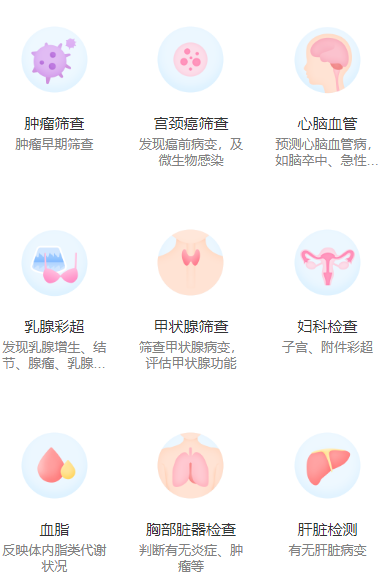 肿瘤筛查
肿瘤早期筛查
宫颈癌筛查
发现癌前病变，及
微生物感染
心脑血管
预测心脑血管病，
如脑卒中、急性...
乳腺彩超
发现乳腺增生、结
节、腺瘤、乳腺...
甲状腺筛查
筛查甲状腺病变，
评估甲状腺功能
妇科检查
子宫、附件彩超
血脂
反映体内脂类代谢
状况
胸部脏器检查
判断有无炎症、肿
瘤等
肝脏检测
有无肝脏病变